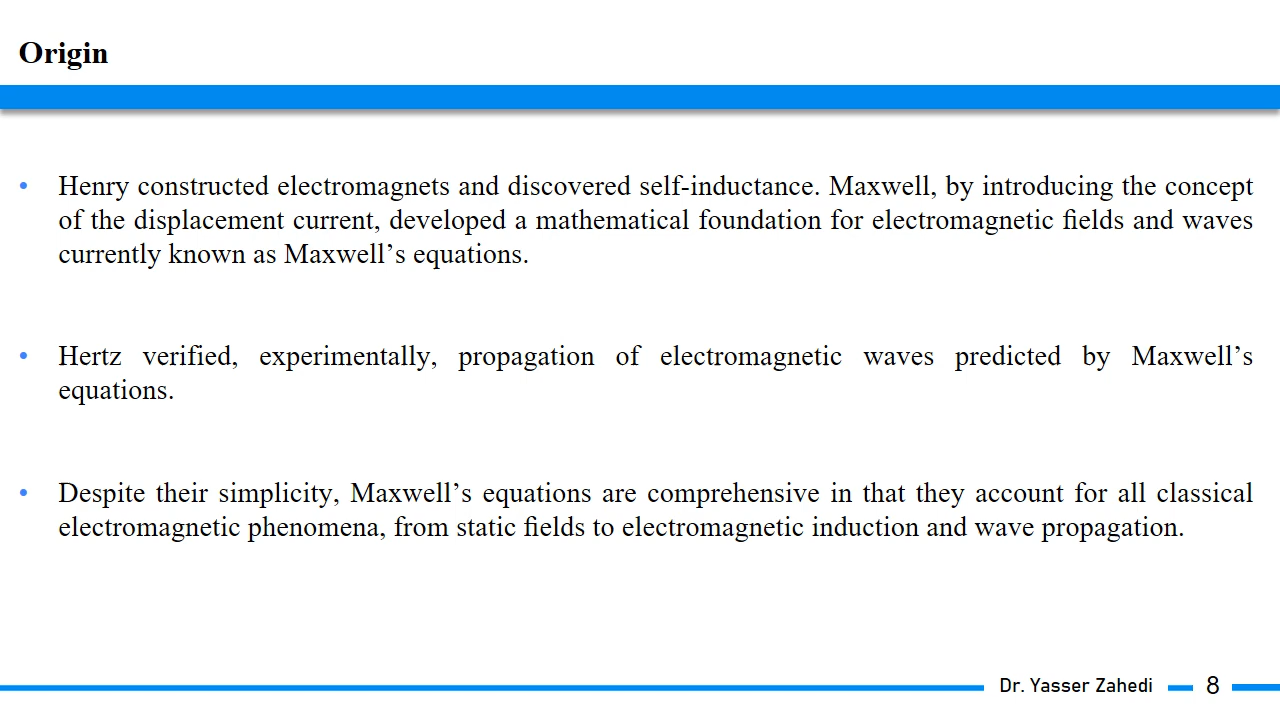 Origin
• Henry constructed electromagnets and discovered self-inductance. Maxwell, by introducing the concept
of the displacement current, developed a mathematical foundation for electromagnetic fields and waves
currently known as Maxwell’s equations.
• Hertz verified, experimentally, propagation of electromagnetic waves predicted by Maxwell’s
equations.
• Despite their simplicity, Maxwell’s equations are comprehensive in that they account for all classical
electromagnetic phenomena, from static fields to electromagnetic induction and wave propagation.
Dr. Yasser Zahedi 8